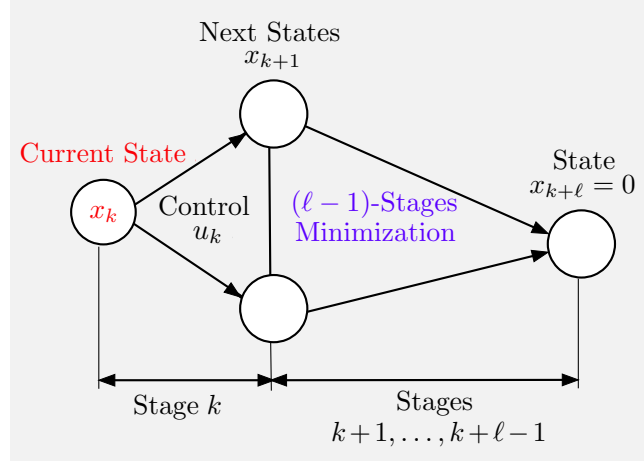 Next States
x_{k+1}
Current State
x_k
Control
u_k
(ℓ − 1)-Stages
Minimization
State
x_{k+ℓ} = 0
Stage k
Stages
k+1, . . . , k+ℓ−1